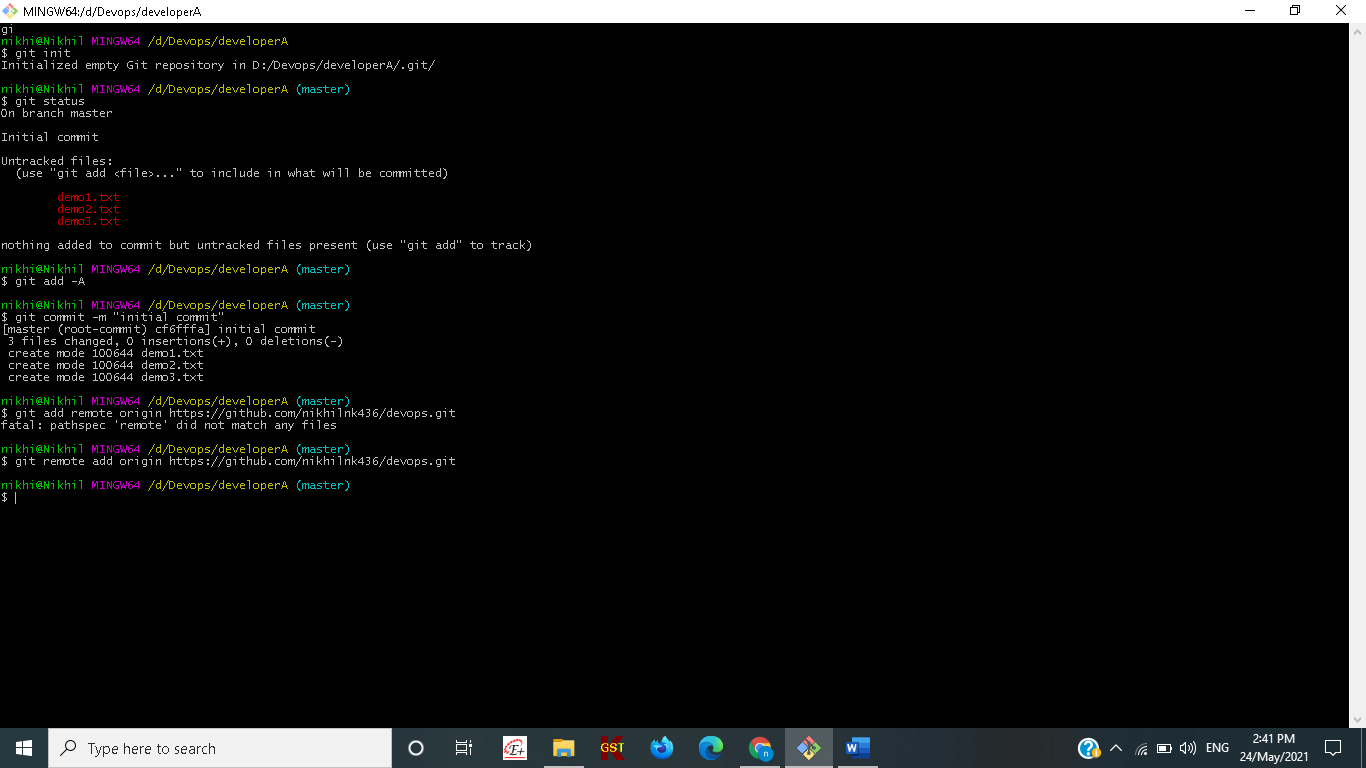 MINGW64:/d/Devops/developerA
gi
nikhi@Nikhil MINGW64 /d/Devops/developerA
$ git init
Initialized empty Git repository in D:/Devops/developerA/.git/
nikhi@Nikhil MINGW64 /d/Devops/developerA (master)
$ git status
On branch master
Initial commit
Untracked files:
(use "git add <file>..." to include in what will be committed)
demo1.txt
demo2.txt
demo3.txt
nothing added to commit but untracked files present (use "git add" to track)
nikhi@Nikhil MINGW64 /d/Devops/developerA (master)
$ git add -A
nikhi@Nikhil MINGW64 /d/Devops/developerA (master)
$ git commit -m "initial commit"
[master (root-commit) cf6fffa] initial commit
3 files changed, 0 insertions(+), 0 deletions(-)
create mode 100644 demo1.txt
create mode 100644 demo2.txt
create mode 100644 demo3.txt
nikhi@Nikhil MINGW64 /d/Devops/developerA (master)
$ git add remote origin https://github.com/nikhilnk436/devops.git
fatal: pathspec 'remote' did not match any files
nikhi@Nikhil MINGW64 /d/Devops/developerA (master)
$ git remote add origin https://github.com/nikhilnk436/devops.git
nikhi@Nikhil MINGW64 /d/Devops/developerA (master)
$
Type here to search
E+
GST
n
W
ENG
2:41 PM
24/May/2021